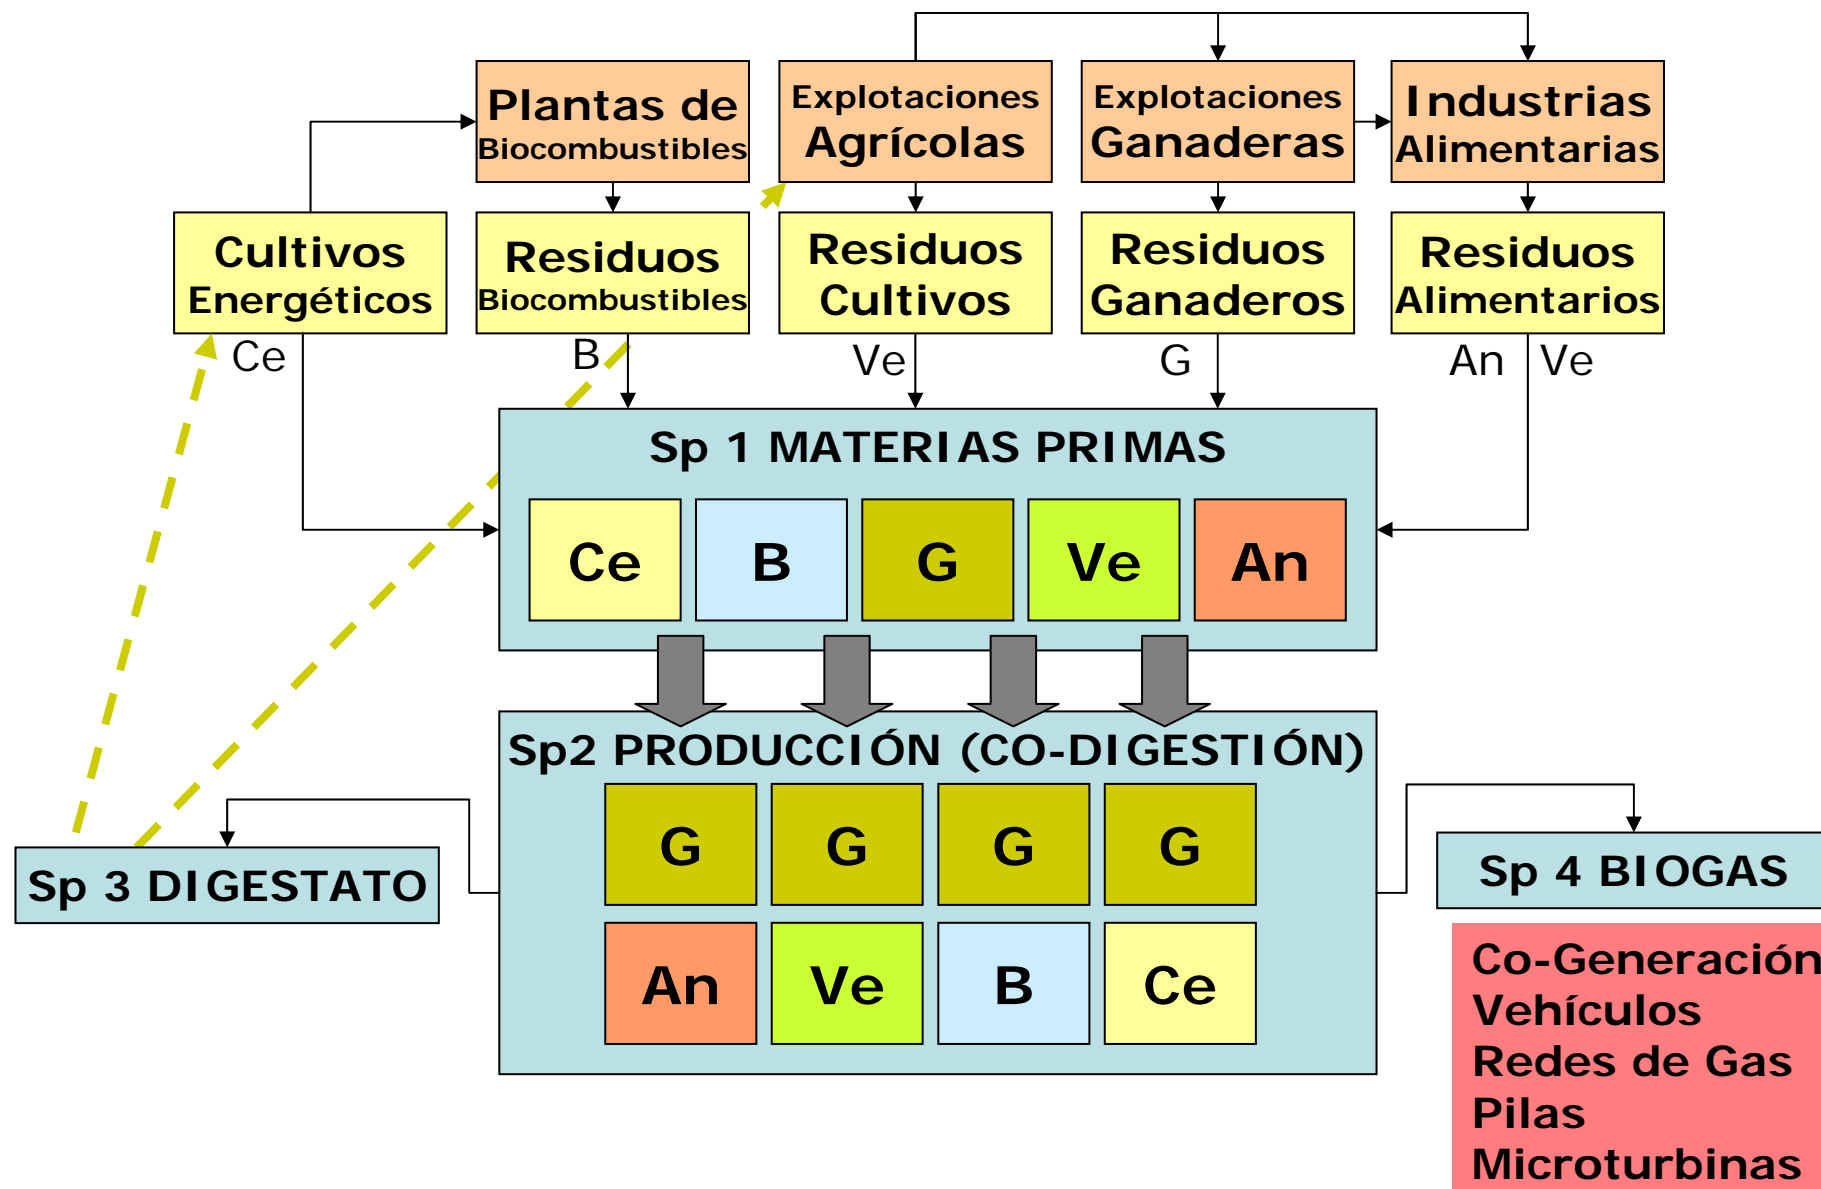 Plantas de
Biocombustibles
Explotaciones
Agrícolas
Explotaciones
Ganaderas
Industrias
Alimentarias
Cultivos
Energéticos
Residuos
Biocombustibles
Residuos
Cultivos
Residuos
Ganaderos
Residuos
Alimentarios
Ce
B
Ve
G
An
Ve
Sp 1 MATERIAS PRIMAS
Ce
B
G
Ve
An
Sp2 PRODUCCIÓN (CO-DIGESTIÓN)
G
G
G
G
An
Ve
B
Ce
Sp 3 DIGESTATO
Sp 4 BIOGAS
Co-Generación
Vehículos
Redes de Gas
Pilas
Microturbinas